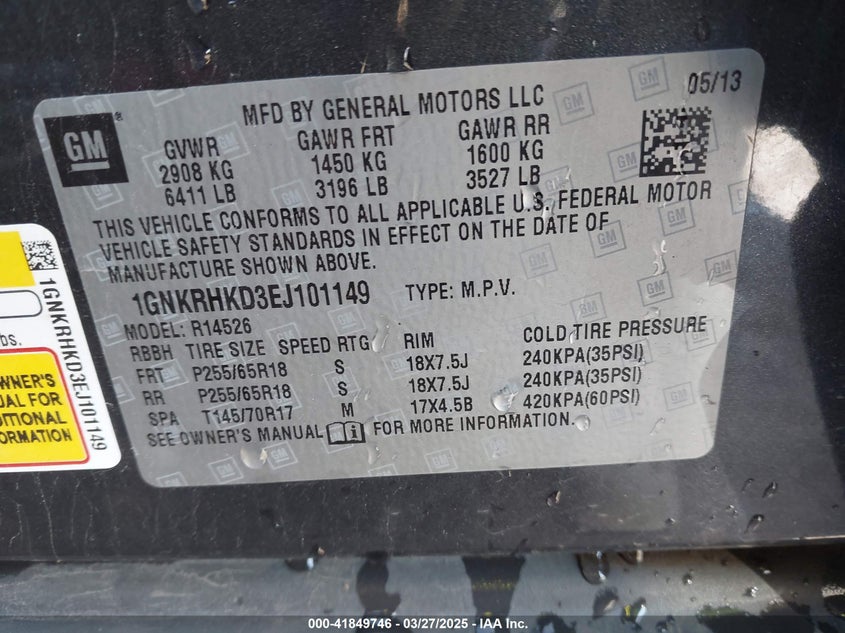 05/13
MFD BY GENERAL MOTORS LLC
GM
GVWR GAWR FRT GAWR RR
2908 KG 1450 KG 1600 KG
6411 LB 3196 LB 3527 LB
THIS VEHICLE CONFORMS TO ALL APPLICABLE U.S. FEDERAL MOTOR
VEHICLE SAFETY STANDARDS IN EFFECT ON THE DATE OF
MANUFACTURE SHOWN ABOVE.
1GNKRHKD3EJ101149 TYPE: M.P.V.
MODEL: R14526
RBBH TIRE SIZE SPEED RTG RIM COLD TIRE PRESSURE
FRT P255/65R18 S 18X7.5J 240KPA(35PSI)
RR P255/65R18 S 18X7.5J 240KPA(35PSI)
SPA T145/70R17 M 17X4.5B 420KPA(60PSI)
SEE OWNER'S MANUAL FOR MORE INFORMATION.
1GNKRHKD3EJ101149
bs.
OWNER'S
FOR
000-41849746 - 03/27/2025 - IAA Inc.